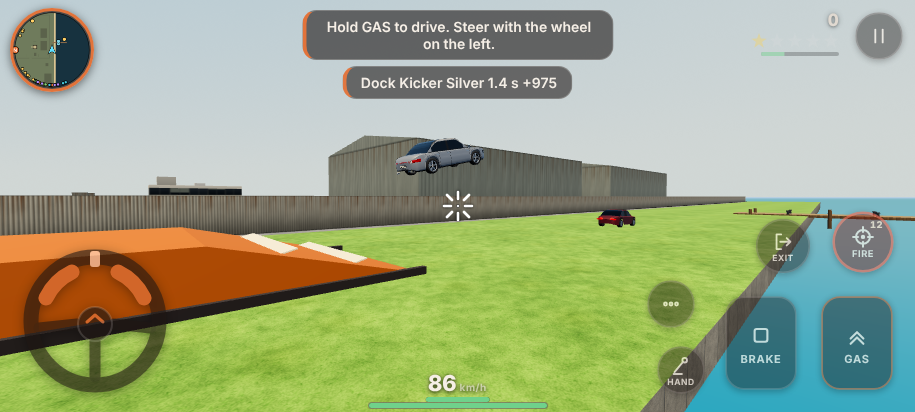 Hold GAS to drive. Steer with the wheel
on the left.
0
Dock Kicker Silver 1.4 s +975
12
FIRE
EXIT
BRAKE
GAS
HAND
86 km/h